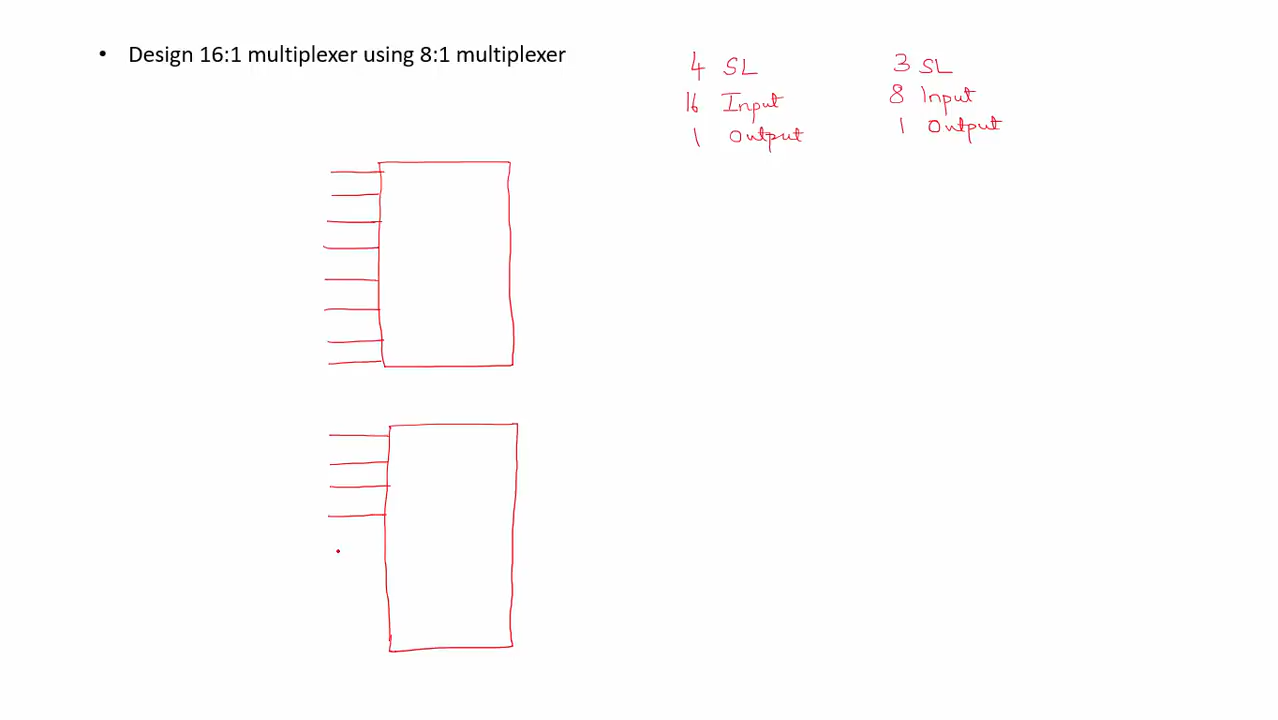 • Design 16:1 multiplexer using 8:1 multiplexer
4 SL
16 Input
1 Output
3 SL
8 Input
1 Output